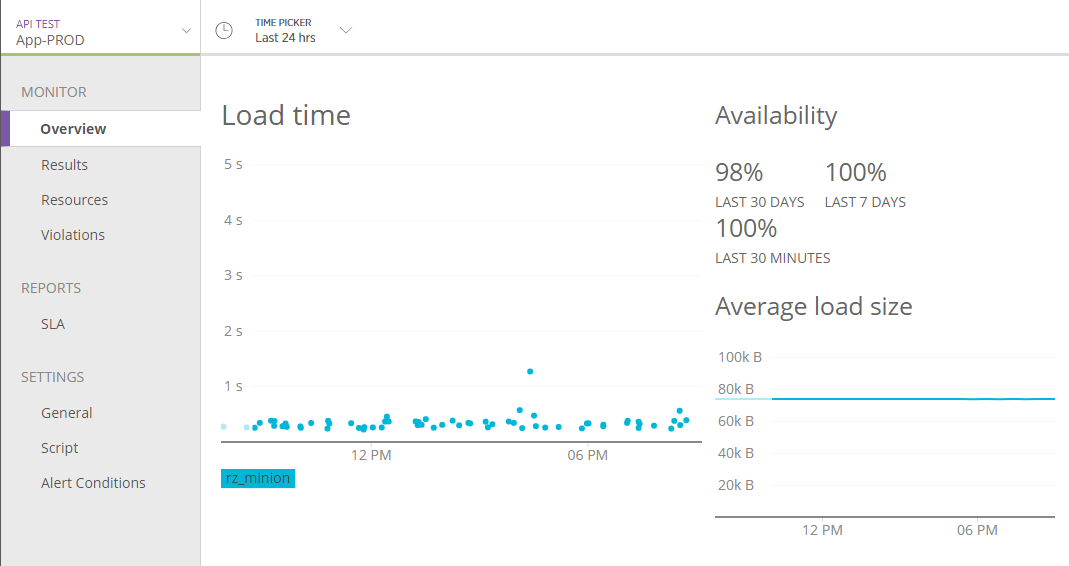 API TEST
App-PROD
TIME PICKER
Last 24 hrs
MONITOR
Overview
Results
Resources
Violations
REPORTS
SLA
SETTINGS
General
Script
Alert Conditions
Load time
5 s
4 s
3 s
2 s
1 s
12 PM
06 PM
rz_minion
Availability
98%
LAST 30 DAYS
100%
LAST 7 DAYS
100%
LAST 30 MINUTES
Average load size
100k B
80k B
60k B
40k B
20k B
12 PM
06 PM